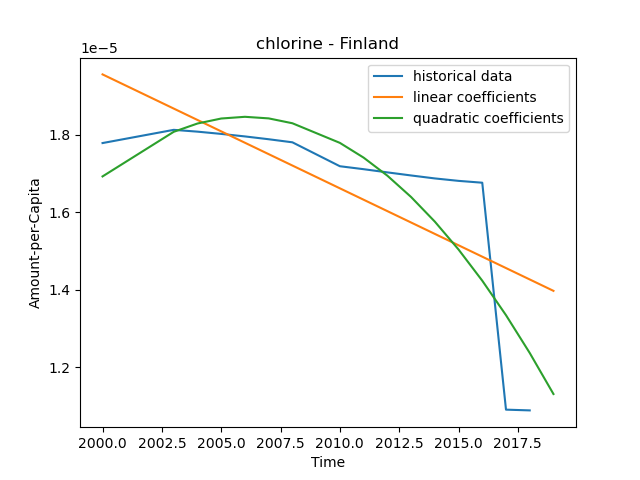 chlorine - Finland
1e−5
historical data
linear coefficients
quadratic coefficients
1.8
1.6
1.4
1.2
Amount-per-Capita
2000.0 2002.5 2005.0 2007.5 2010.0 2012.5 2015.0 2017.5
Time